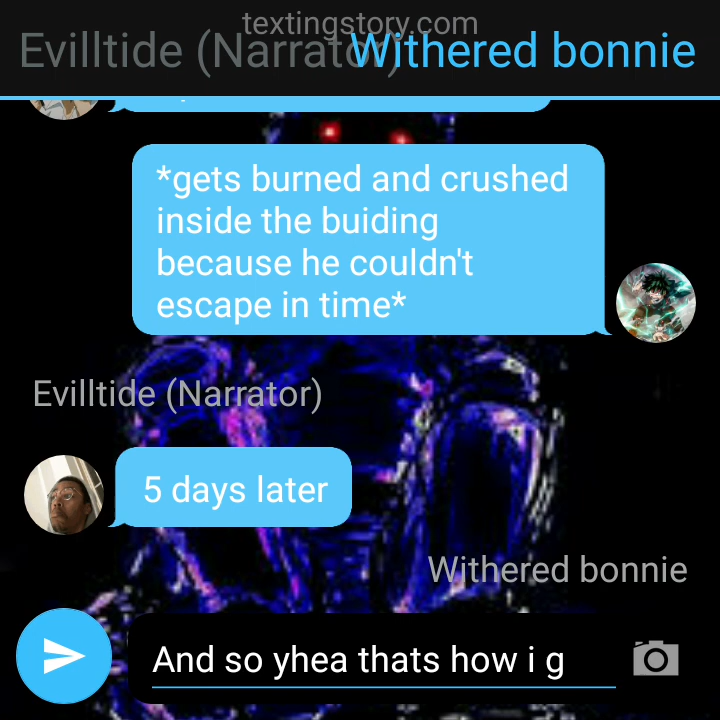 textingstory.com
Evilltide (Narrator)
Withered bonnie
*gets burned and crushed
inside the buiding
because he couldn't
escape in time*
Evilltide (Narrator)
5 days later
Withered bonnie
And so yhea thats how i g